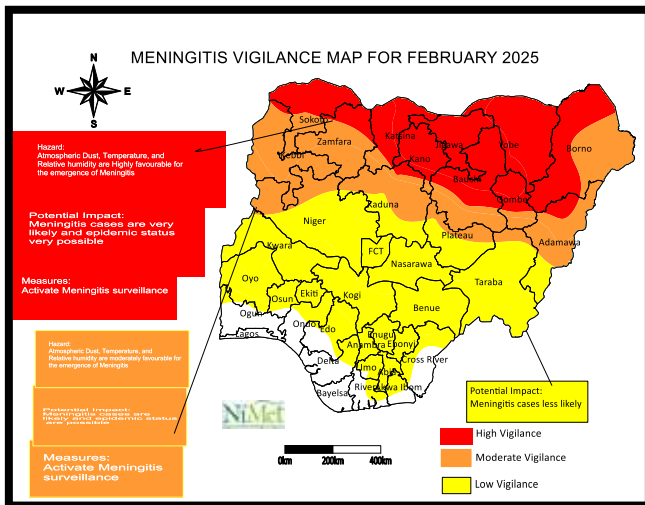 MENINGITIS VIGILANCE MAP FOR FEBRUARY 2025
N
W
E
S
Hazard:
Atmospheric Dust, Temperature, and
Relative humidity are Highly favourable for
the emergence of Meningitis
Potential Impact:
Meningitis cases are very
likely and epidemic status
very possible
Measures:
Activate Meningitis surveillance
Hazard:
Atmospheric Dust, Temperature, and
Relative humidity are moderately favourable for
the emergence of Meningitis
Potential Impact:
Meningitis cases are
likely and epidemic status
are possible
Measures:
Activate Meningitis
surveillance
Sokoto
Zamfara
Kebbi
Katsina
Kano
Jigawa
Yobe
Borno
Bauchi
Gombe
Kaduna
Adamawa
Plateau
Niger
Kwara
FCT
Nasarawa
Taraba
Oyo
Osun
Ekiti
Kogi
Benue
Ogun
Lagos
Ondo
Edo
Enugu
Anambra
Ebonyi
Cross River
Delta
Imo
Abia
Bayelsa
Rivers
Akwa Ibom
NiMet
0km
200km
400km
Potential Impact:
Meningitis cases less likely
High Vigilance
Moderate Vigilance
Low Vigilance